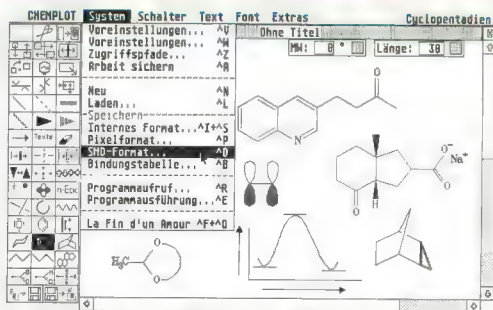 CHEMPLOT System Schalter Text Font Extras Cyclopentadien
Ohne Titel
Voreinstellungen... ^V
Voreinstellungen... ^W
Zugriffspfade... ^Z
Arbeit sichern ^A
MW: 0 ° Länge: 30
Neu ^N
Laden... ^L
Speichern
Internes Format...^I+^S
Pixelformat... ^P
SMD-Format... ^D
Bindungstabelle... ^B
Programmaufruf... ^R
Programmausführung...^E
La Fin d'un Amour ^F+^Q
Texte
n-Eck
O
N
O⁻
Na⁺
O
O
H
O
H₃C
O